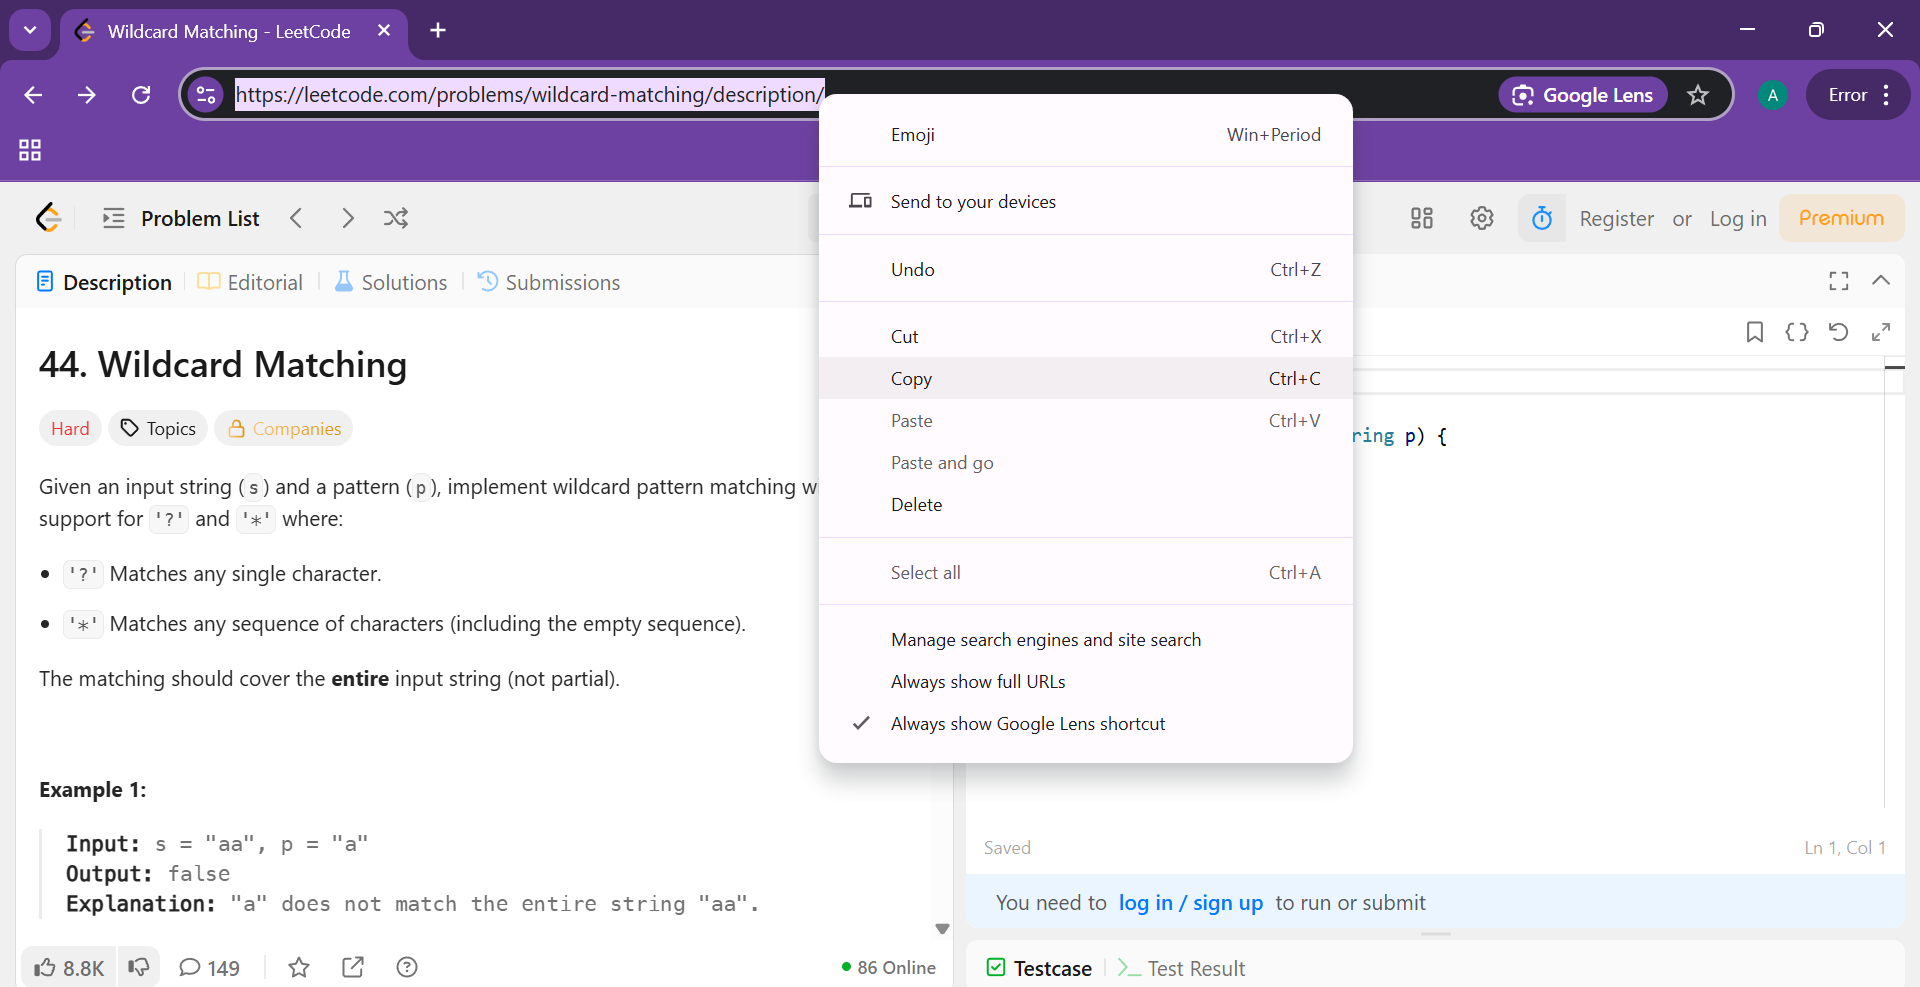 Wildcard Matching - LeetCode
https://leetcode.com/problems/wildcard-matching/description/
Google Lens
A
Error
Problem List
Register or Log in
Premium
Description
Editorial
Solutions
Submissions
44. Wildcard Matching
Hard
Topics
Companies
Given an input string (s) and a pattern (p), implement wildcard pattern matching
support for '?' and '*' where:
• '?' Matches any single character.
• '*' Matches any sequence of characters (including the empty sequence).
The matching should cover the entire input string (not partial).
Example 1:
Input: s = "aa", p = "a"
Output: false
Explanation: "a" does not match the entire string "aa".
8.8K
149
86 Online
Emoji Win+Period
Send to your devices
Undo Ctrl+Z
Cut Ctrl+X
Copy Ctrl+C
Paste Ctrl+V
Paste and go
Delete
Select all Ctrl+A
Manage search engines and site search
Always show full URLs
Always show Google Lens shortcut
ring p) {
Saved
Ln 1, Col 1
You need to log in / sign up to run or submit
Testcase
Test Result